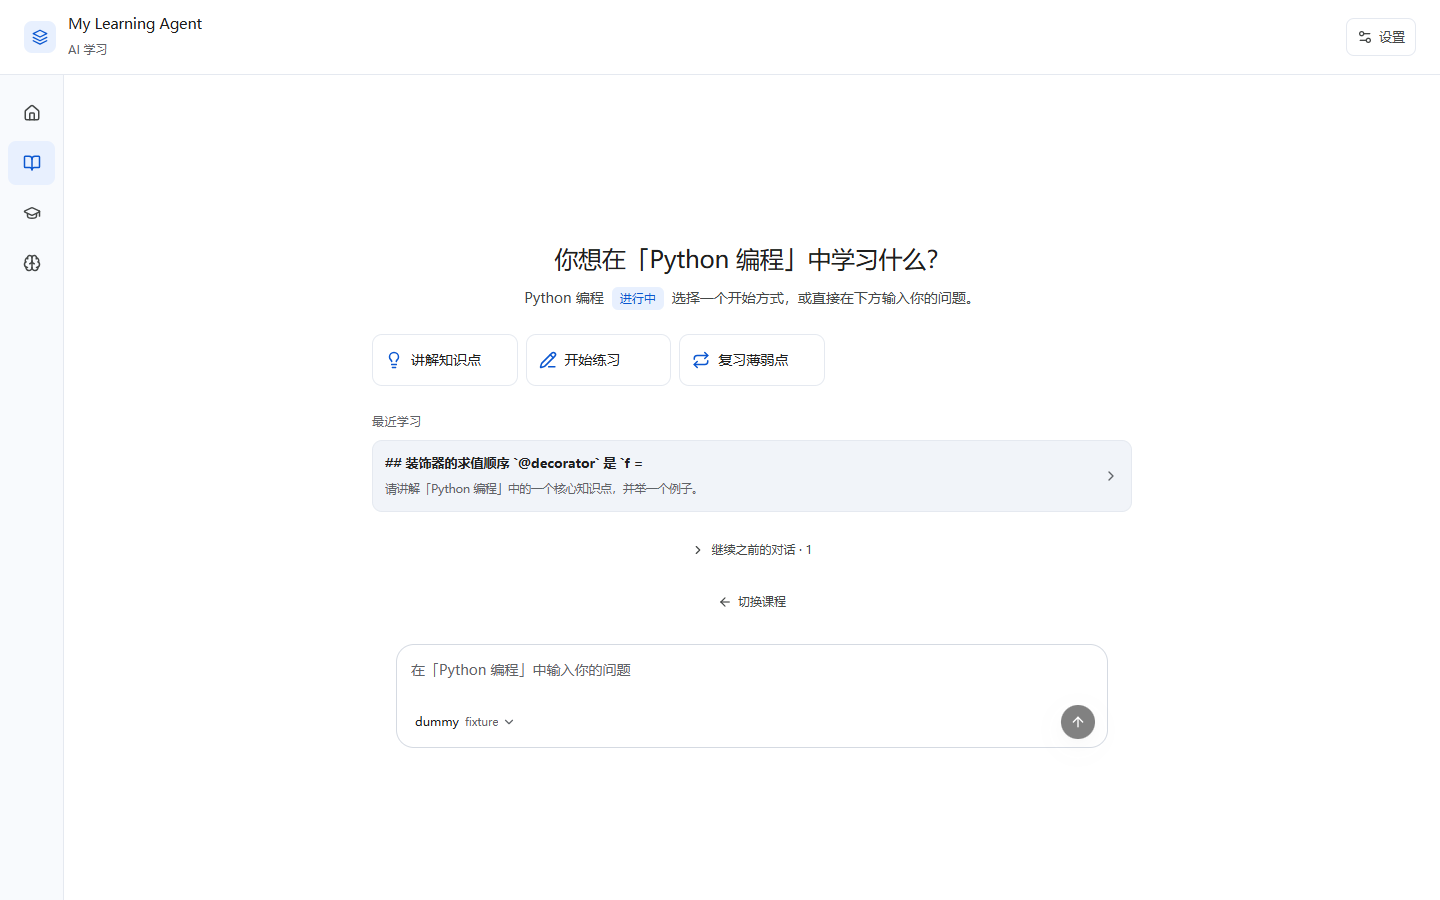 My Learning Agent
AI 学习
设置
你想在「Python 编程」中学习什么？
Python 编程 进行中 选择一个开始方式，或直接在下方输入你的问题。
讲解知识点 开始练习 复习薄弱点
最近学习
## 装饰器的求值顺序 `@decorator` 是 `f =
请讲解「Python 编程」中的一个核心知识点，并举一个例子。
继续之前的对话 · 1
切换课程
在「Python 编程」中输入你的问题
dummy fixture